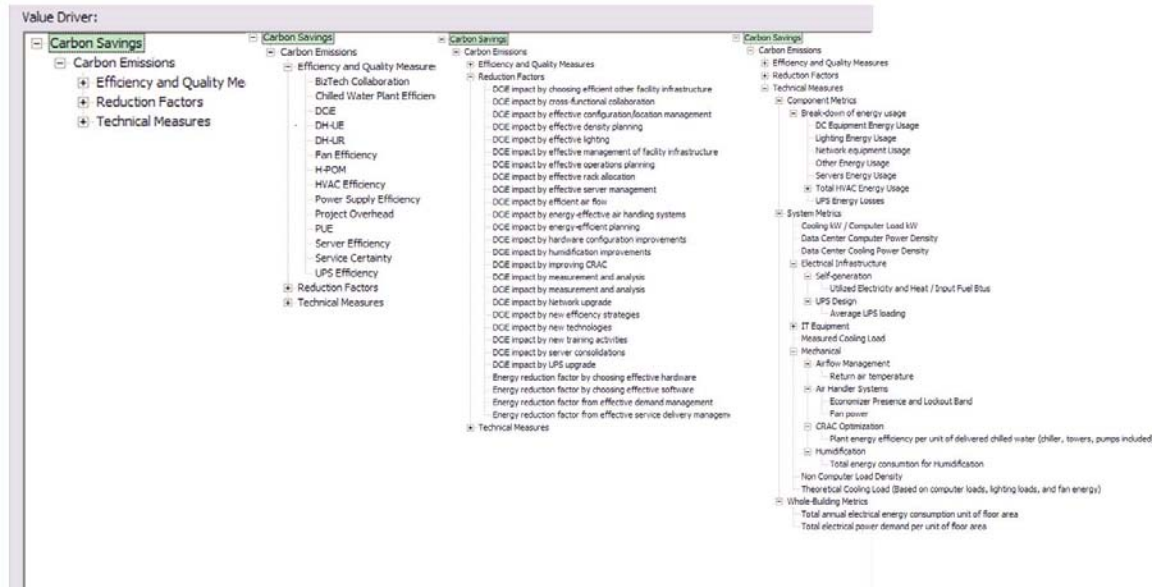 Value Driver:
Carbon Savings
Carbon Emissions
Efficiency and Quality Me
Reduction Factors
Technical Measures
Carbon Savings
Carbon Emissions
Efficiency and Quality Measure
BizTech Collaboration
Chilled Water Plant Efficien
DCiE
DH-UE
DH-UR
Fan Efficiency
H-POM
HVAC Efficiency
Power Supply Efficiency
Project Overhead
PUE
Server Efficiency
Service Certainty
UPS Efficiency
Reduction Factors
Technical Measures
Carbon Savings
Carbon Emissions
Efficiency and Quality Measures
Reduction Factors
DCiE impact by choosing efficient other facility infrastructure
DCiE impact by cross-functional collaboration
DCiE impact by effective configuration/location management
DCiE impact by effective density planning
DCiE impact by effective lighting
DCiE impact by effective management of facility infrastructure
DCiE impact by effective operations planning
DCiE impact by effective rack allocation
DCiE impact by effective server management
DCiE impact by efficient air flow
DCiE impact by energy-effective air handing systems
DCiE impact by energy-efficient planning
DCiE impact by hardware configuration improvements
DCiE impact by humidification improvements
DCiE impact by improving CRAC
DCiE impact by measurement and analysis
DCiE impact by measurement and analysis
DCiE impact by Network upgrade
DCiE impact by new efficiency strategies
DCiE impact by new technologies
DCiE impact by new training activities
DCiE impact by server consolidations
DCiE impact by UPS upgrade
Energy reduction factor by choosing effective hardware
Energy reduction factor by choosing effective software
Energy reduction factor from effective demand management
Energy reduction factor from effective service delivery managem
Technical Measures
Carbon Savings
Carbon Emissions
Efficiency and Quality Measures
Reduction Factors
Technical Measures
Component Metrics
Break-down of energy usage
DC Equipment Energy Usage
Lighting Energy Usage
Network equipment Usage
Other Energy Usage
Servers Energy Usage
Total HVAC Energy Usage
UPS Energy Losses
System Metrics
Cooling kW / Computer Load kW
Data Center Computer Power Density
Data Center Cooling Power Density
Electrical Infrastructure
Self-generation
Utilized Electricity and Heat / Input Fuel Btus
UPS Design
Average UPS loading
IT Equipment
Measured Cooling Load
Mechanical
Airflow Management
Return air temperature
Air Handler Systems
Economizer Presence and Lockout Band
Fan power
CRAC Optimization
Plant energy efficiency per unit of delivered chilled water (chiller, towers, pumps included)
Humidification
Total energy consumtion for Humidification
Non Computer Load Density
Theoretical Cooling Load (Based on computer loads, lighting loads, and fan energy)
Whole-Building Metrics
Total annual electrical energy consumption unit of floor area
Total electrical power demand per unit of floor area